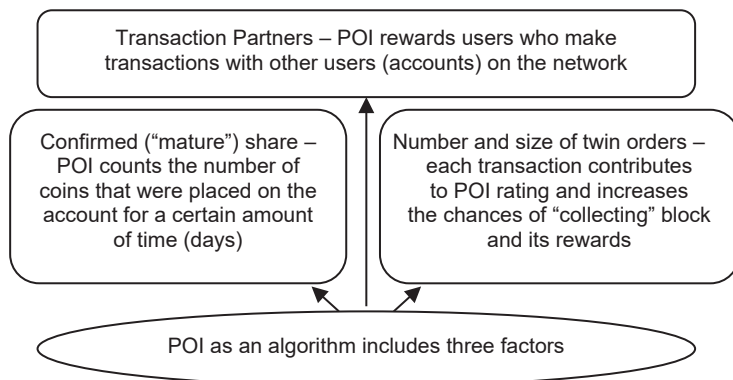 Transaction Partners – POI rewards users who make
transactions with other users (accounts) on the network
Confirmed (“mature”) share –
POI counts the number of
coins that were placed on the
account for a certain amount
of time (days)
Number and size of twin orders –
each transaction contributes
to POI rating and increases
the chances of “collecting” block
and its rewards
POI as an algorithm includes three factors